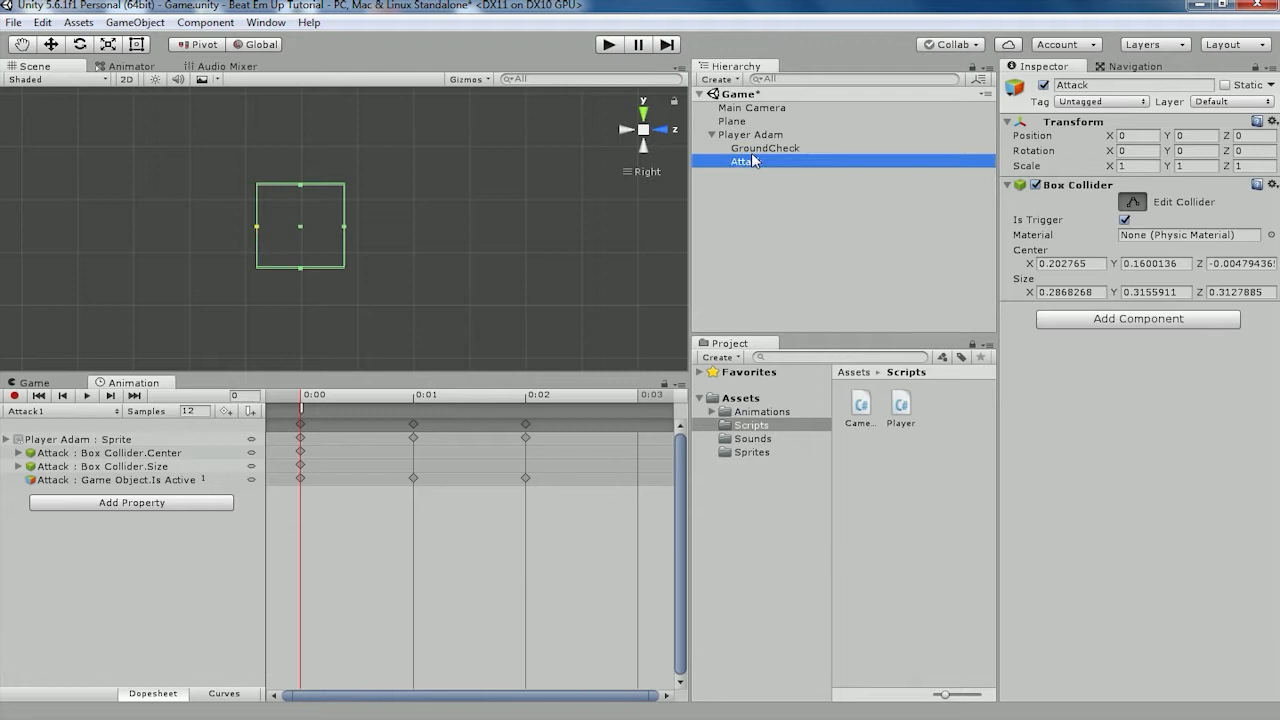 Unity 5.6.1f1 Personal (64bit) - Game.unity - Beat Em Up Tutorial - PC, Mac & Linux Standalone* <DX11 on DX10 GPU>
File Edit Assets GameObject Component Window Help
Pivot Global Collab Account Layers Layout
Scene Animator Audio Mixer
Shaded 2D Gizmos All
y
z
Right
Hierarchy
Create All
Game*
Main Camera
Plane
Player Adam
GroundCheck
Inspector Navigation
Attack Static
Tag Untagged Layer Default
Transform
Position X 0 Y 0 Z 0
Rotation X 0 Y 0 Z 0
Scale X 1 Y 1 Z 1
Box Collider
Edit Collider
Is Trigger
Material None (Physic Material)
Center
X 0.202765 Y 0.1600136 Z -0.00479436
Size
X 0.2868268 Y 0.3155911 Z 0.3127885
Add Component
Project
Create
Favorites
Assets
Animations
Scripts
Sounds
Sprites
Assets Scripts
Came... Player
Game Animation
0 0:00 0:01 0:02 0:03
Attack1 Samples 12
Player Adam : Sprite
Attack : Box Collider.Center
Attack : Box Collider.Size
Attack : Game Object.Is Active 1
Add Property
Dopesheet Curves